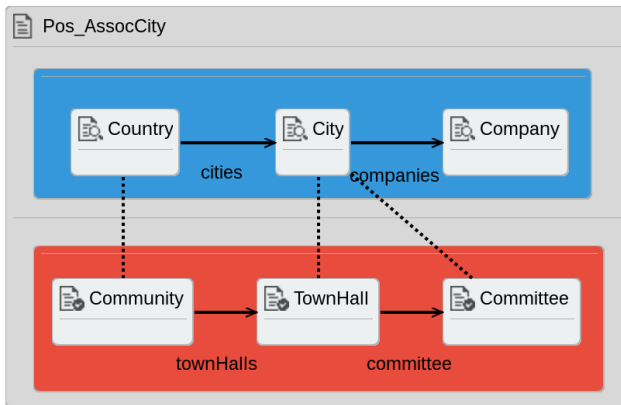 Pos_AssocCity
Country
City
Company
cities
companies
Community
TownHall
Committee
townHalls
committee